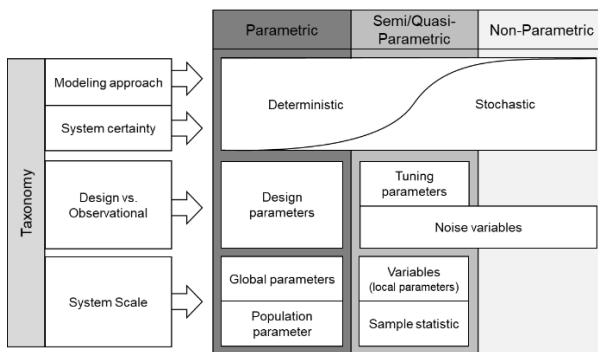 Parametric
Semi/Quasi-
Parametric
Non-Parametric
Taxonomy
Modeling approach
System certainty
Deterministic
Stochastic
Design vs.
Observational
Design
parameters
Tuning
parameters
Noise variables
System Scale
Global parameters
Population
parameter
Variables
(local parameters)
Sample statistic